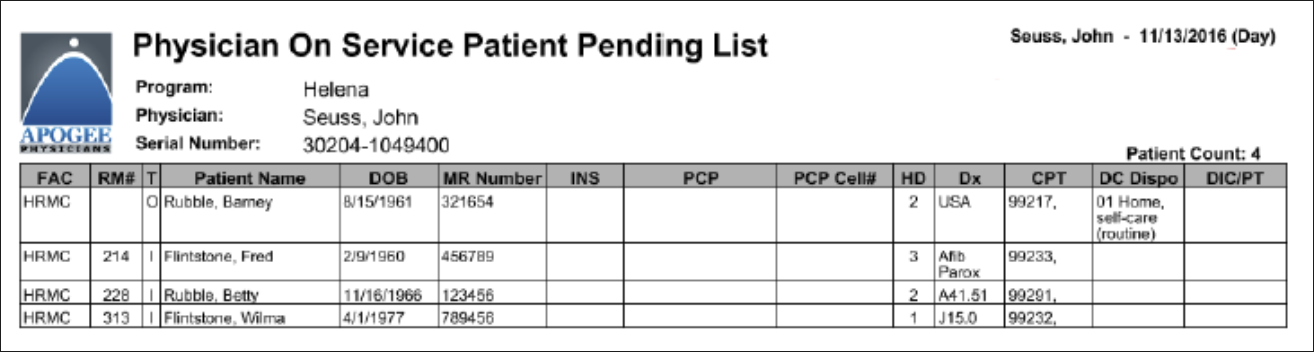 Physician On Service Patient Pending List
Seuss, John - 11/13/2016 (Day)
APOGEE
PHYSICIANS
Program: Helena
Physician: Seuss, John
Serial Number: 30204-1049400
Patient Count: 4
FAC RM# T Patient Name DOB MR Number INS PCP PCP Cell# HD Dx CPT DC Dispo DIC/PT
HRMC O Rubble, Barney 8/15/1961 321654 2 USA 99217, 01 Home,
self-care
(routine)
HRMC 214 I Flintstone, Fred 2/9/1960 456789 3 Afib 99233,
Parox
HRMC 228 I Rubble, Betty 11/16/1966 123456 2 A41.51 99291,
HRMC 313 I Flintstone, Wilma 4/1/1977 789456 1 J15.0 99232,